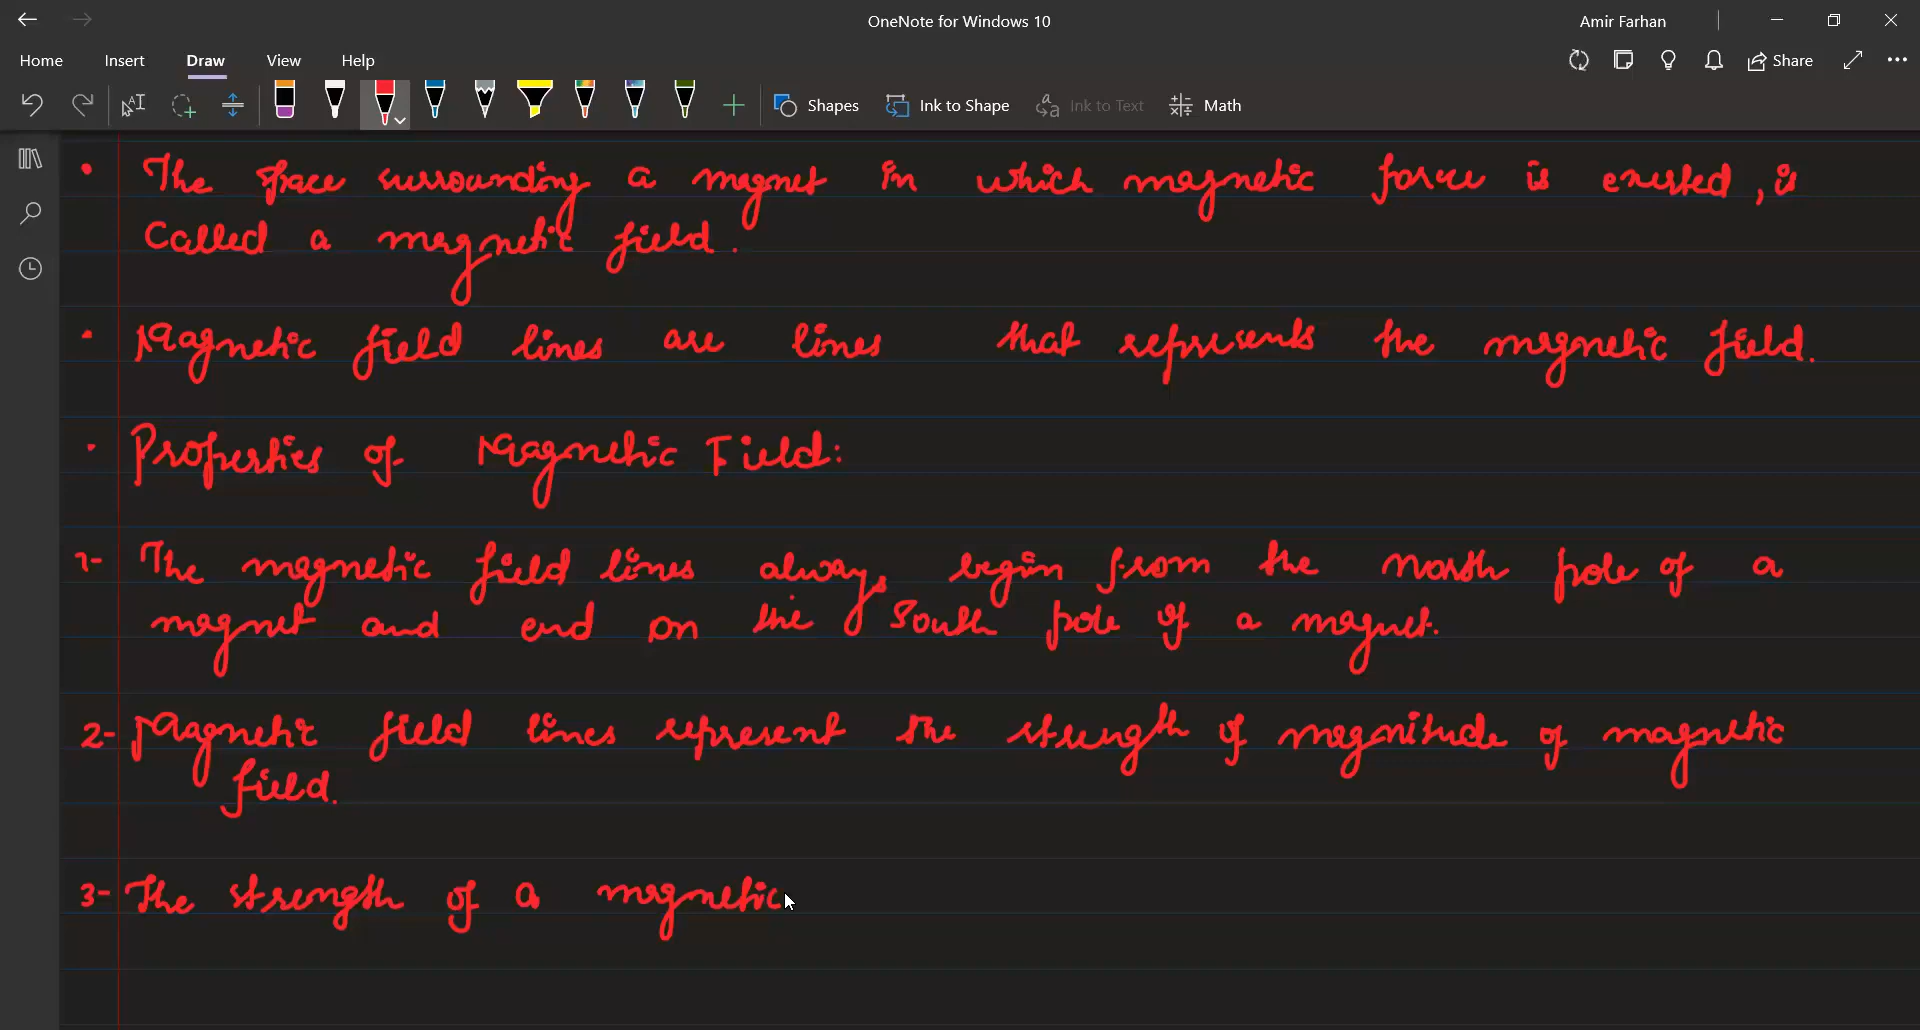 OneNote for Windows 10
Amir Farhan
Home Insert Draw View Help
Share
Shapes Ink to Shape Ink to Text Math
• The space surrounding a magnet in which magnetic force is exerted, is
Called a magnetic field.
• Magnetic field lines are lines that represents the magnetic field.
• Properties of Magnetic Field:
1- The magnetic field lines always begin from the north pole of a
magnet and end on the South pole of a magnet.
2- Magnetic field lines represent the strength of magnitude of magnetic
field.
3- The strength of a magnetic